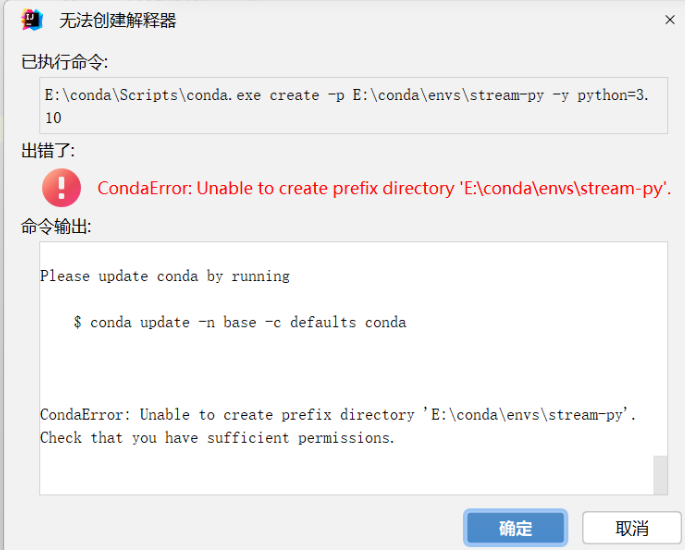 无法创建解释器
已执行命令:
E:\conda\Scripts\conda.exe create -p E:\conda\envs\stream-py -y python=3.
10
出错了:
CondaError: Unable to create prefix directory 'E:\conda\envs\stream-py'.
命令输出:
Please update conda by running
$ conda update -n base -c defaults conda
CondaError: Unable to create prefix directory 'E:\conda\envs\stream-py'.
Check that you have sufficient permissions.
确定
取消